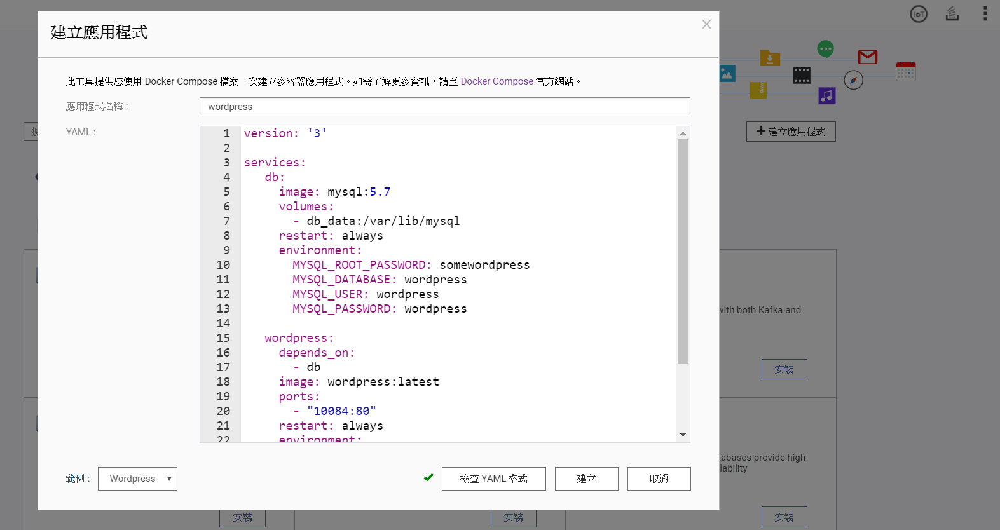 建立應用程式
IoT
此工具提供您使用 Docker Compose 檔案一次建立多容器應用程式。如需了解更多資訊，請至 Docker Compose 官方網站。
應用程式名稱 :
wordpress
建立應用程式
YAML :
1 version: '3'
2
3 services:
4 db:
5 image: mysql:5.7
6 volumes:
7 - db_data:/var/lib/mysql
8 restart: always
9 environment:
10 MYSQL_ROOT_PASSWORD: somewordpress
11 MYSQL_DATABASE: wordpress
12 MYSQL_USER: wordpress
13 MYSQL_PASSWORD: wordpress
14
15 wordpress:
16 depends_on:
17 - db
18 image: wordpress:latest
19 ports:
20 - "10084:80"
21 restart: always
22 environment:
with both Kafka and
安裝
tabases provide high
lability
範例 :
Wordpress
檢查 YAML 格式
建立
取消
安裝
安裝
安裝